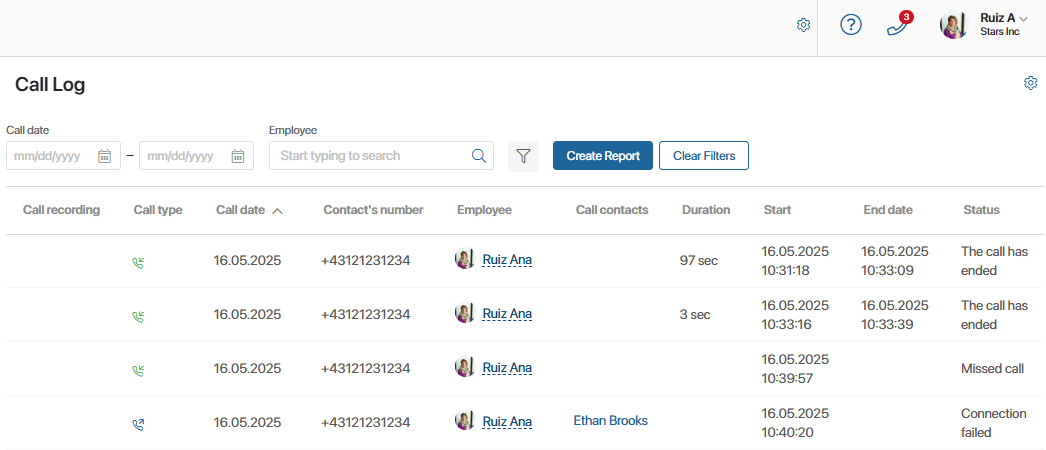 3
Ruiz A
Stars Inc
Call Log
Call date
Employee
mm/dd/yyyy – mm/dd/yyyy
Start typing to search
Create Report
Clear Filters
Call recording Call type Call date Contact's number Employee Call contacts Duration Start End date Status
16.05.2025 +43121231234 Ruiz Ana 97 sec 16.05.2025 10:31:18 16.05.2025 10:33:09 The call has ended
16.05.2025 +43121231234 Ruiz Ana 3 sec 16.05.2025 10:33:16 16.05.2025 10:33:39 The call has ended
16.05.2025 +43121231234 Ruiz Ana 16.05.2025 10:39:57 Missed call
16.05.2025 +43121231234 Ruiz Ana Ethan Brooks 16.05.2025 10:40:20 Connection failed